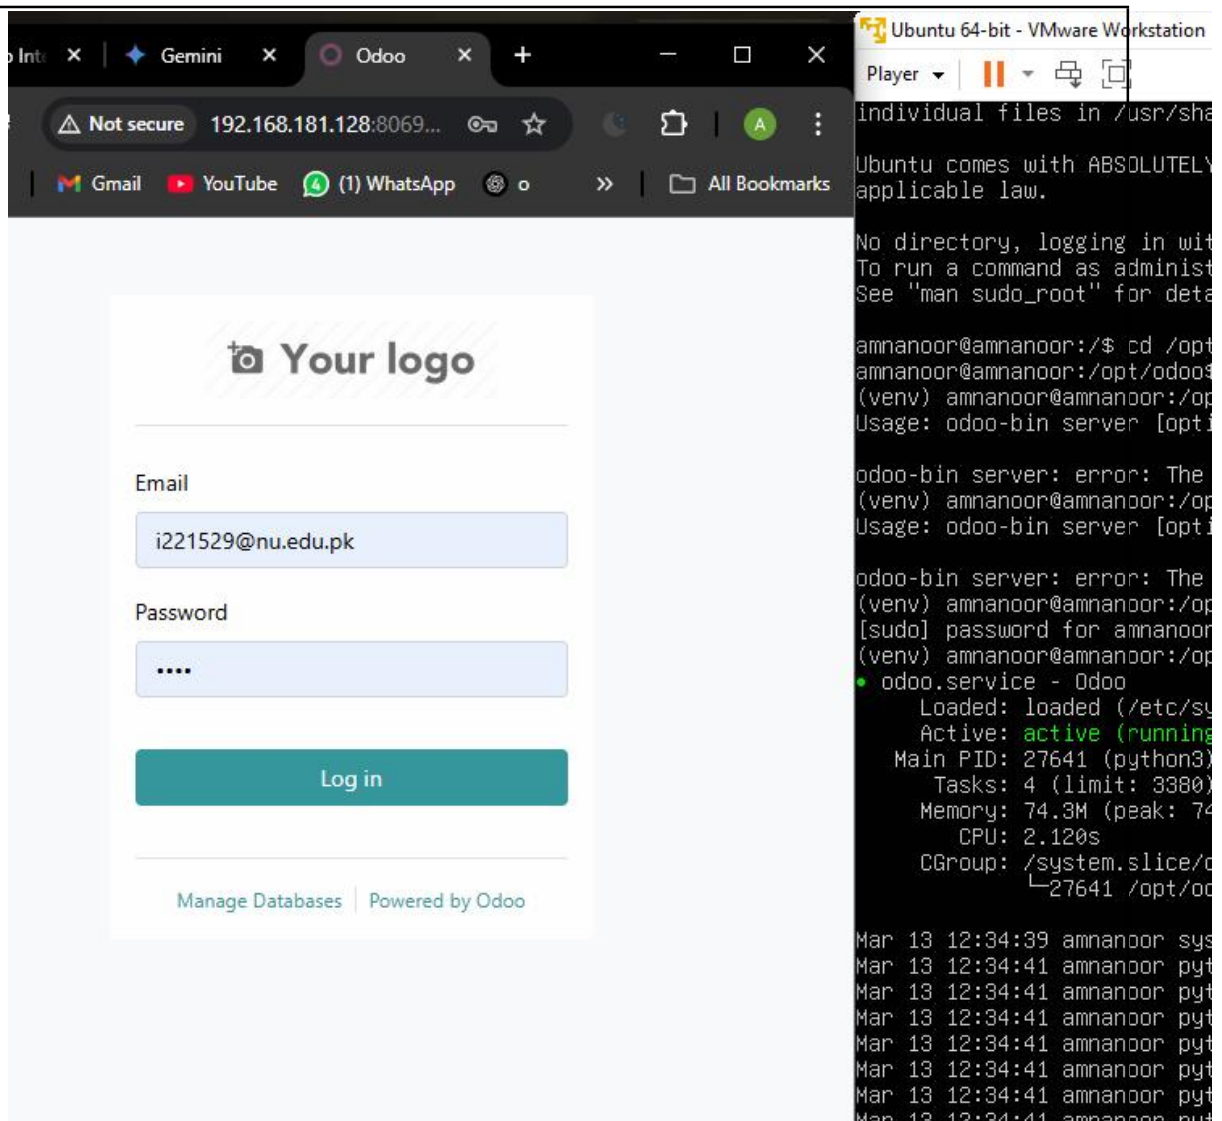 o Int
Gemini
Odoo
Not secure 192.168.181.128:8069...
A
Gmail
YouTube
(1) WhatsApp
o
»
All Bookmarks
Your logo
Email
i221529@nu.edu.pk
Password
••••
Log in
Manage Databases | Powered by Odoo
Ubuntu 64-bit - VMware Workstation
Player
individual files in /usr/sha
Ubuntu comes with ABSOLUTELY
applicable law.
No directory, logging in wit
To run a command as administ
See "man sudo_root" for deta
amnanoor@amnanoor:/$ cd /opt
amnanoor@amnanoor:/opt/odoo$
(venv) amnanoor@amnanoor:/op
Usage: odoo-bin server [opti
odoo-bin server: error: The
(venv) amnanoor@amnanoor:/op
Usage: odoo-bin server [opti
odoo-bin server: error: The
(venv) amnanoor@amnanoor:/op
[sudo] password for amnanoor
(venv) amnanoor@amnanoor:/op
● odoo.service - Odoo
Loaded: loaded (/etc/sy
Active: active (running
Main PID: 27641 (python3)
Tasks: 4 (limit: 3380)
Memory: 74.3M (peak: 74
CPU: 2.120s
CGroup: /system.slice/o
└─27641 /opt/od
Mar 13 12:34:39 amnanoor sys
Mar 13 12:34:41 amnanoor pyt
Mar 13 12:34:41 amnanoor pyt
Mar 13 12:34:41 amnanoor pyt
Mar 13 12:34:41 amnanoor pyt
Mar 13 12:34:41 amnanoor pyt
Mar 13 12:34:41 amnanoor pyt
Mar 13 12:34:41 amnanoor pyt